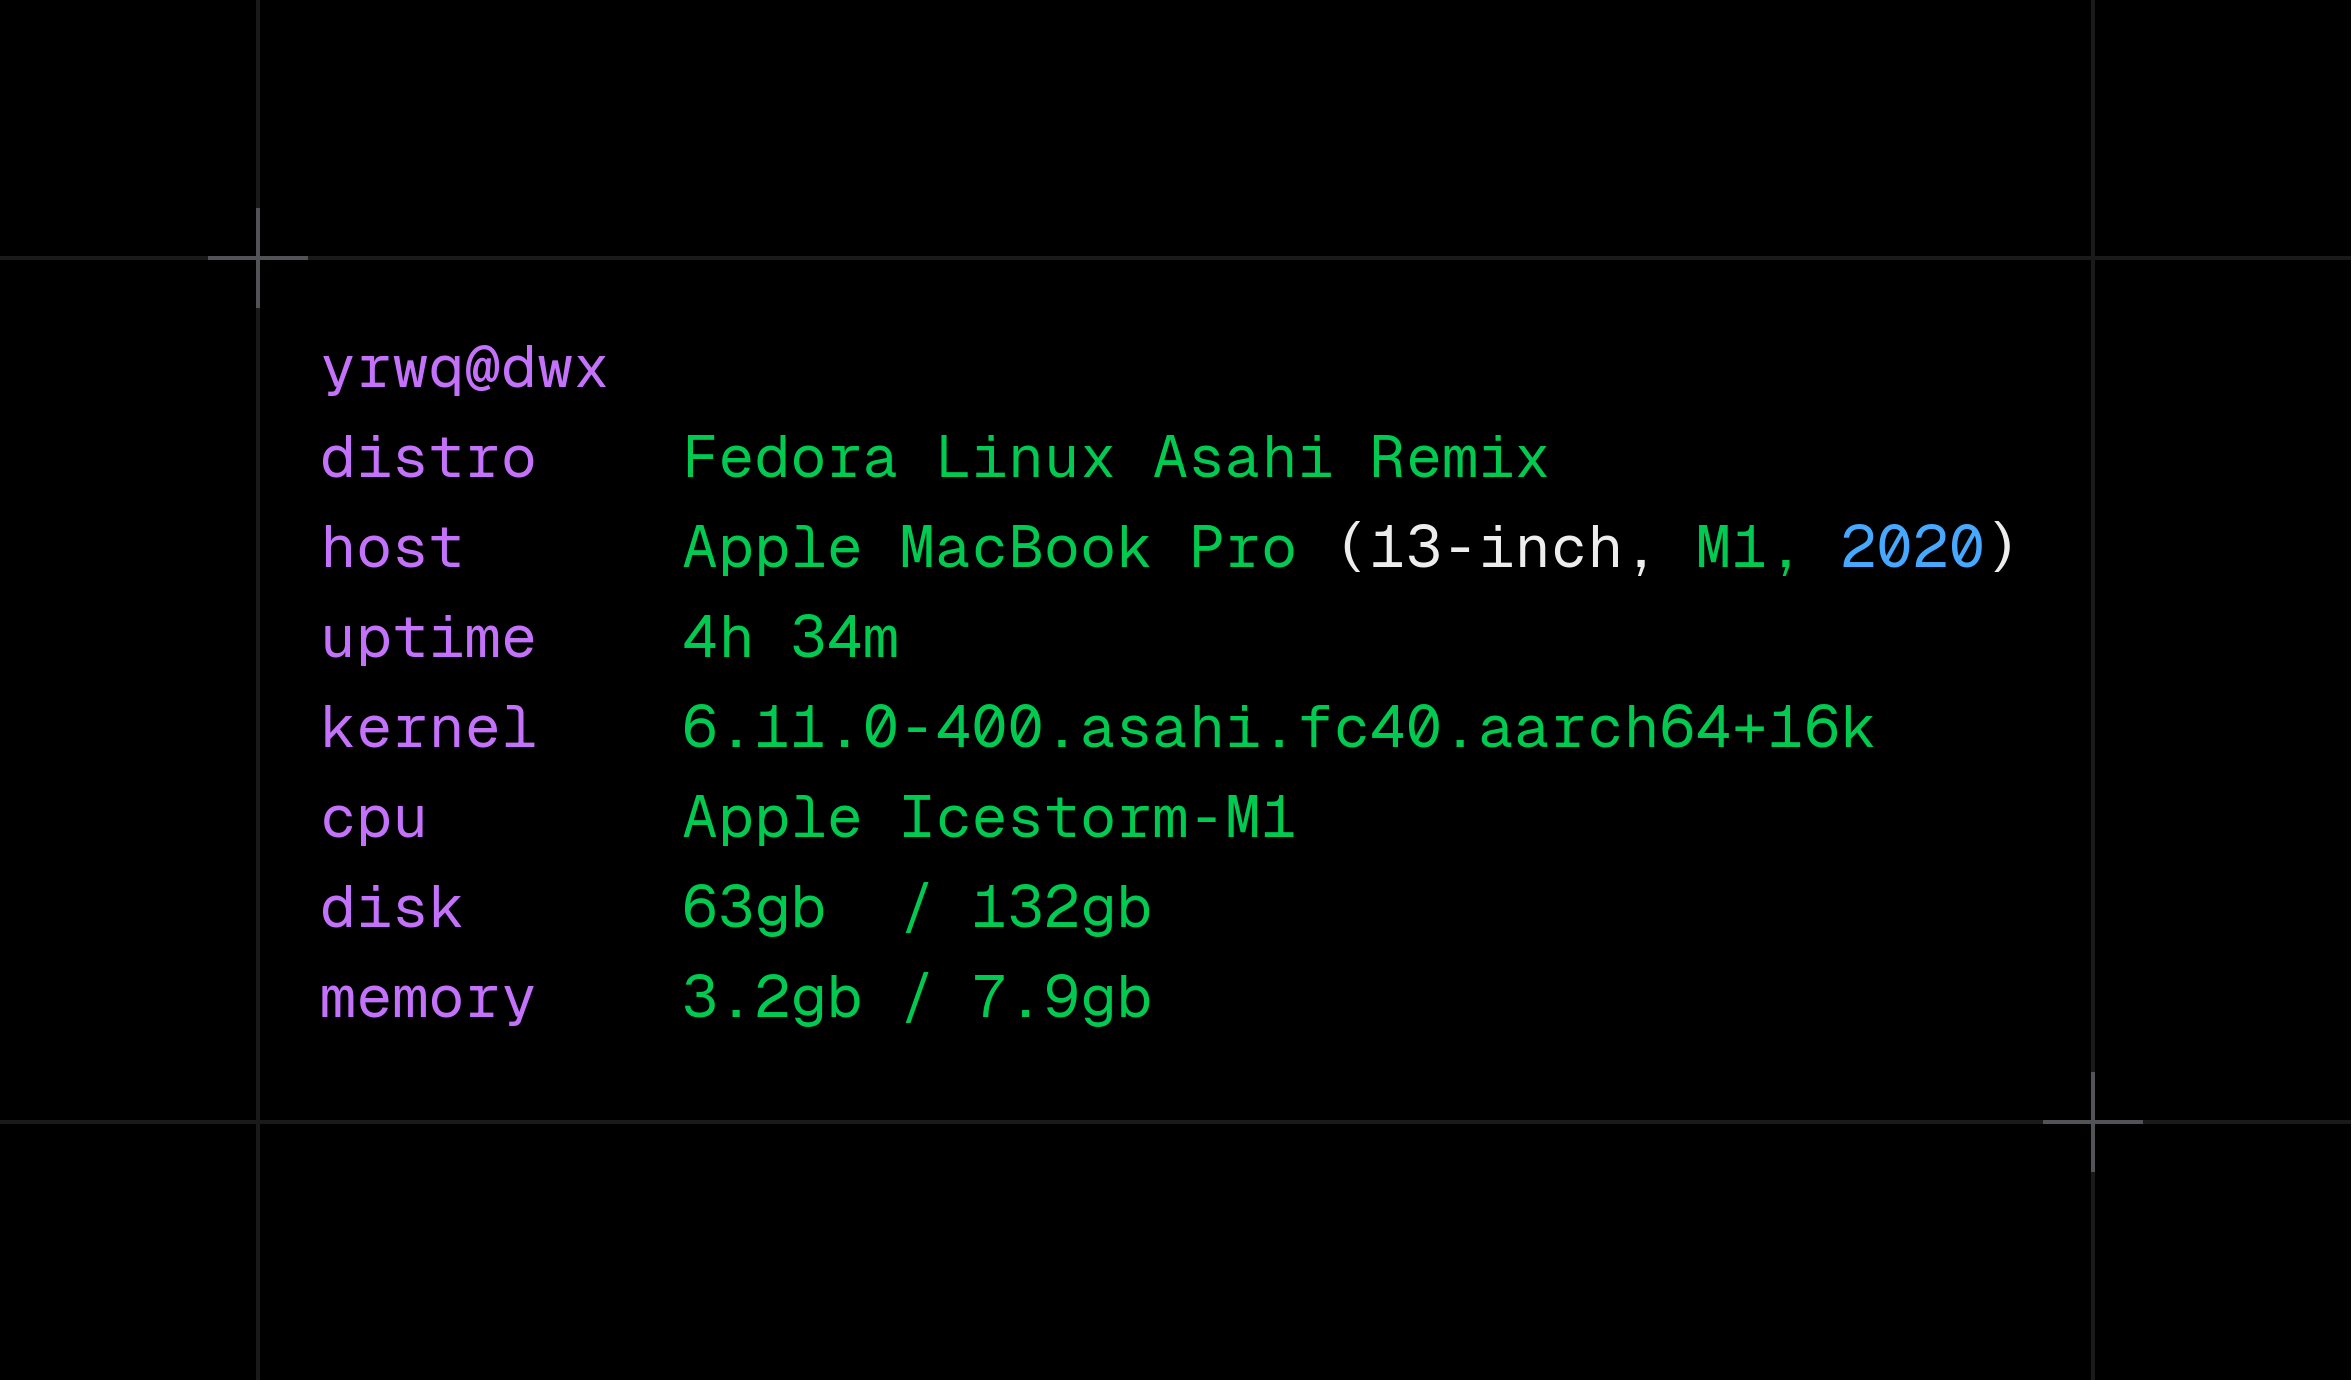 yrwq@dwx
distro    Fedora Linux Asahi Remix
host      Apple MacBook Pro (13-inch, M1, 2020)
uptime    4h 34m
kernel    6.11.0-400.asahi.fc40.aarch64+16k
cpu       Apple Icestorm-M1
disk      63gb  / 132gb
memory    3.2gb / 7.9gb